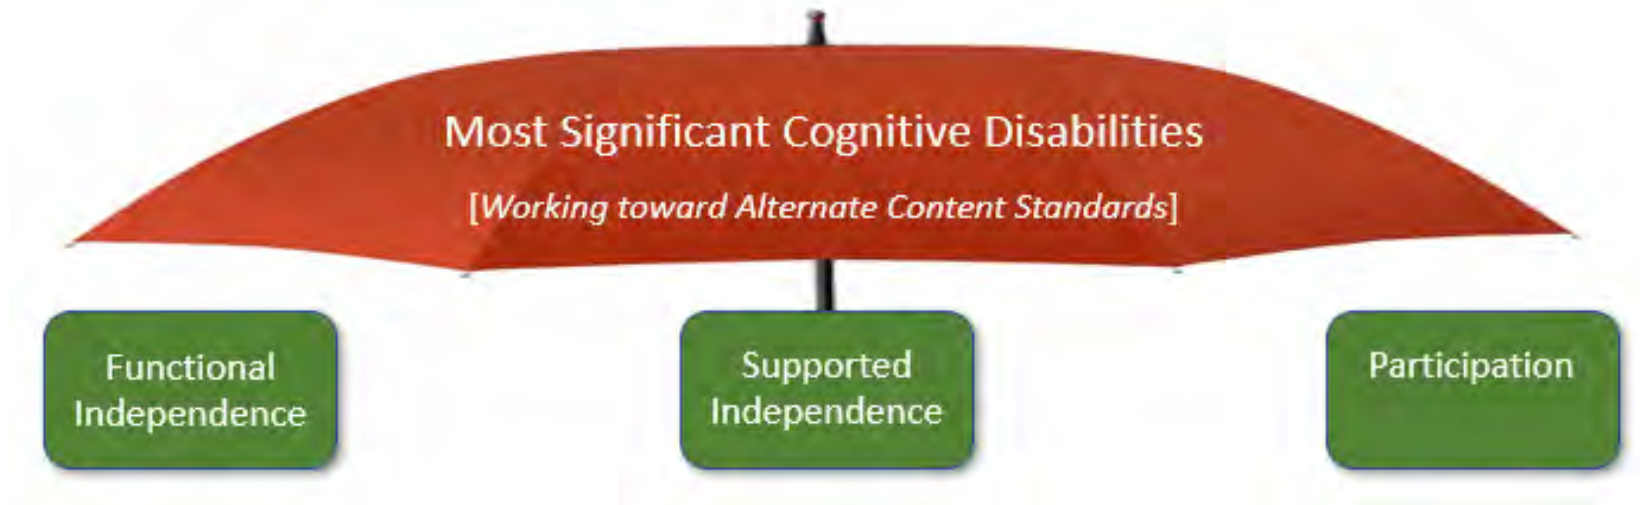 Most Significant Cognitive Disabilities
[Working toward Alternate Content Standards]
Functional
Independence
Supported
Independence
Participation